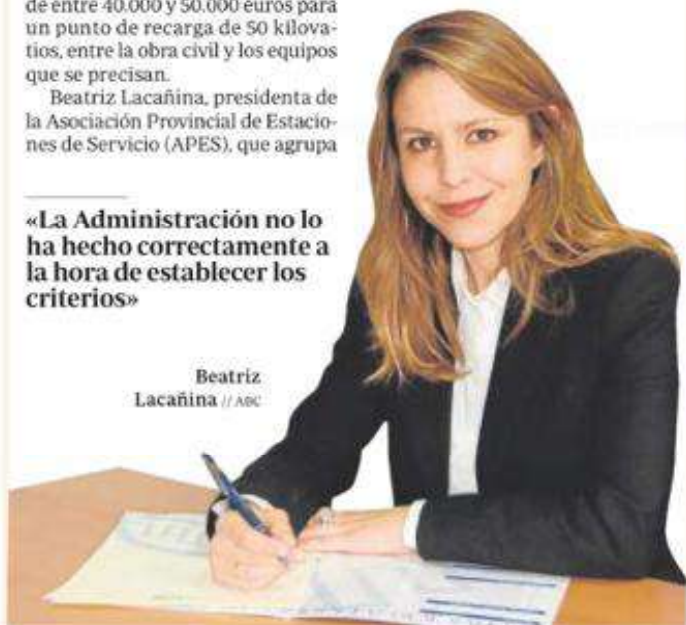 de entre 40.000 y 50.000 euros para
un punto de recarga de 50 kilova-
tios, entre la obra civil y los equipos
que se precisan.
Beatriz Lacañina, presidenta de
la Asociación Provincial de Estacio-
nes de Servicio (APES), que agrupa
«La Administración no lo
ha hecho correctamente a
la hora de establecer los
criterios»
Beatriz
Lacañina // ABC